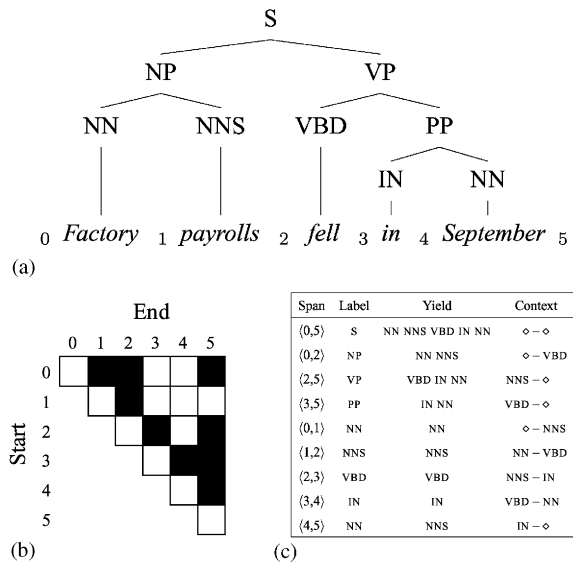 S
NP VP
NN NNS VBD PP
IN NN
0 Factory 1 payrolls 2 fell 3 in 4 September 5
(a)
End
0 1 2 3 4 5
Start
0
1
2
3
4
5
(b)
Span Label Yield Context
⟨0,5⟩ S NN NNS VBD IN NN ⋄ – ⋄
⟨0,2⟩ NP NN NNS ⋄ – VBD
⟨2,5⟩ VP VBD IN NN NNS – ⋄
⟨3,5⟩ PP IN NN VBD – ⋄
⟨0,1⟩ NN NN ⋄ – NNS
⟨1,2⟩ NNS NNS NN – VBD
⟨2,3⟩ VBD VBD NNS – IN
⟨3,4⟩ IN IN VBD – NN
⟨4,5⟩ NN NNS IN – ⋄
(c)